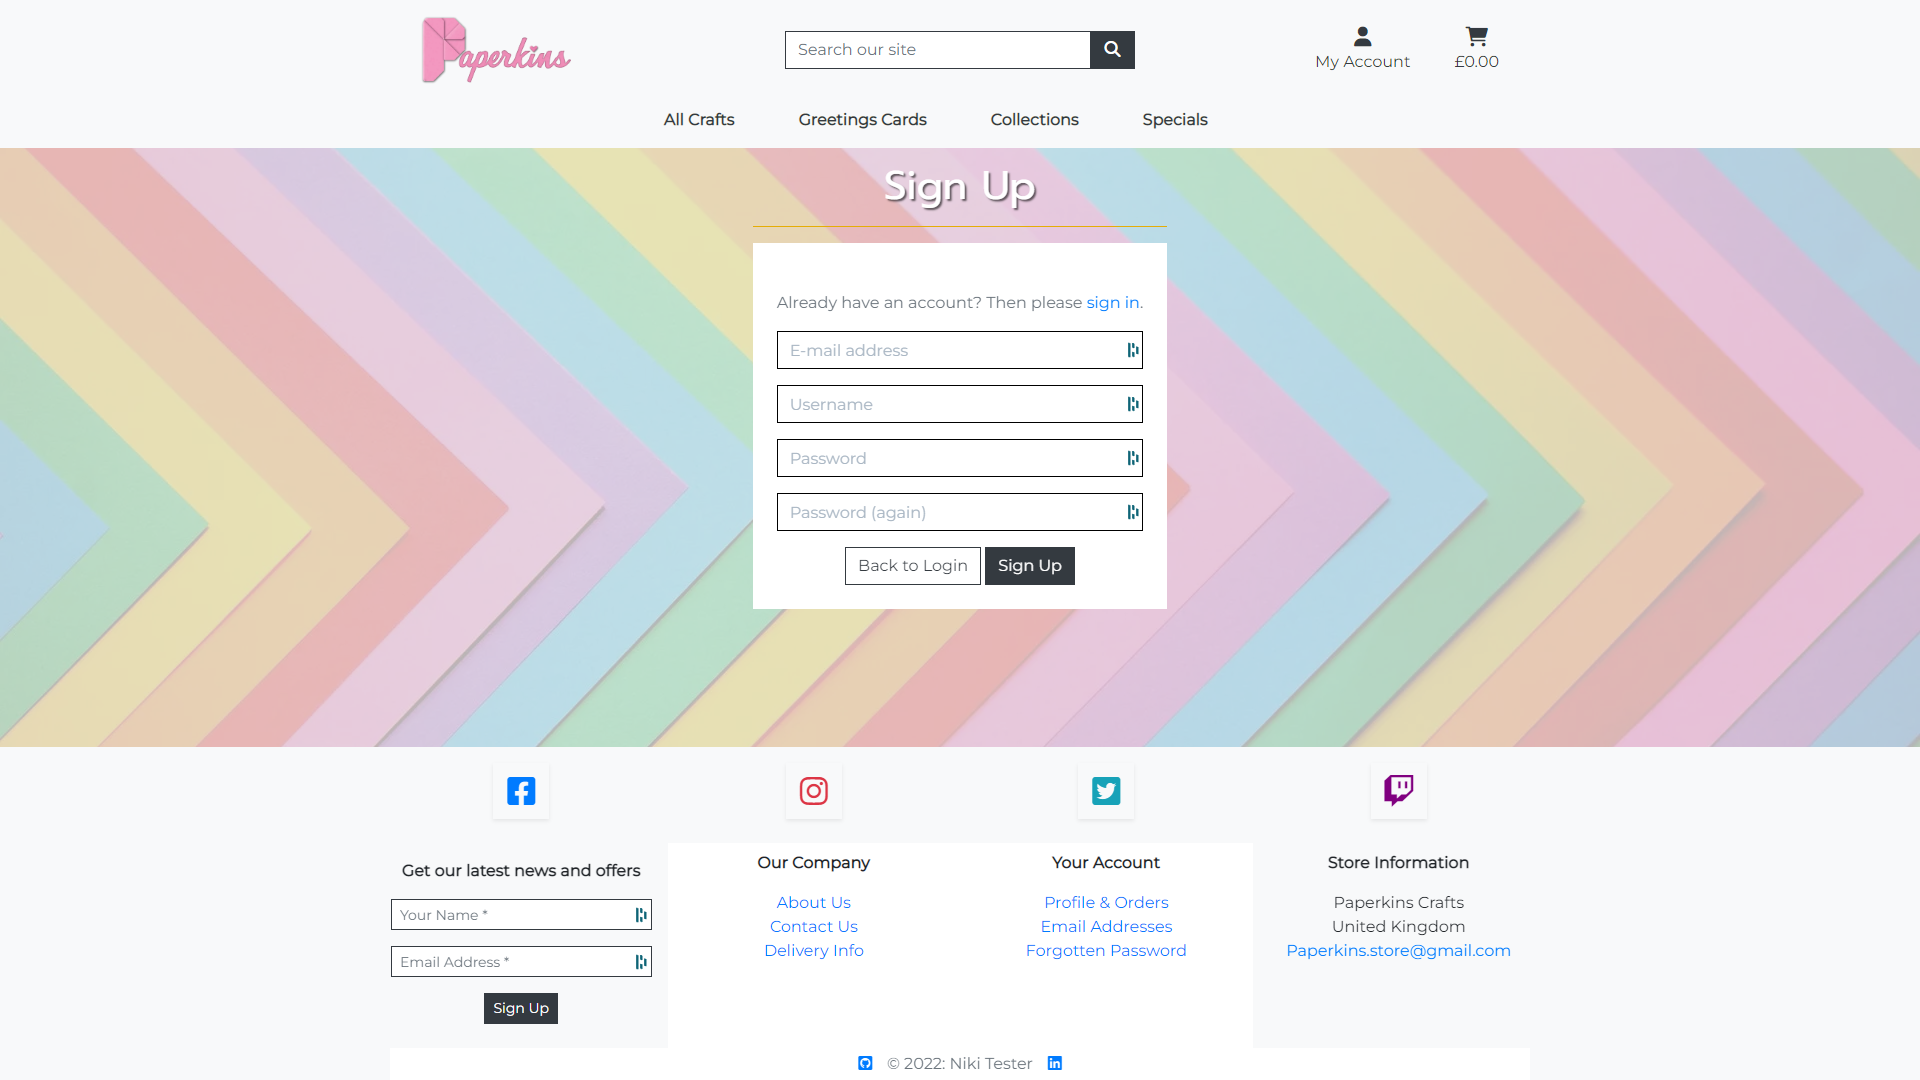 Paperkins
Search our site
My Account
£0.00
All Crafts
Greetings Cards
Collections
Specials
Sign Up
Already have an account? Then please sign in.
E-mail address
Username
Password
Password (again)
Back to Login
Sign Up
Get our latest news and offers
Your Name *
Email Address *
Sign Up
Our Company
About Us
Contact Us
Delivery Info
Your Account
Profile & Orders
Email Addresses
Forgotten Password
Store Information
Paperkins Crafts
United Kingdom
Paperkins.store@gmail.com
© 2022: Niki Tester